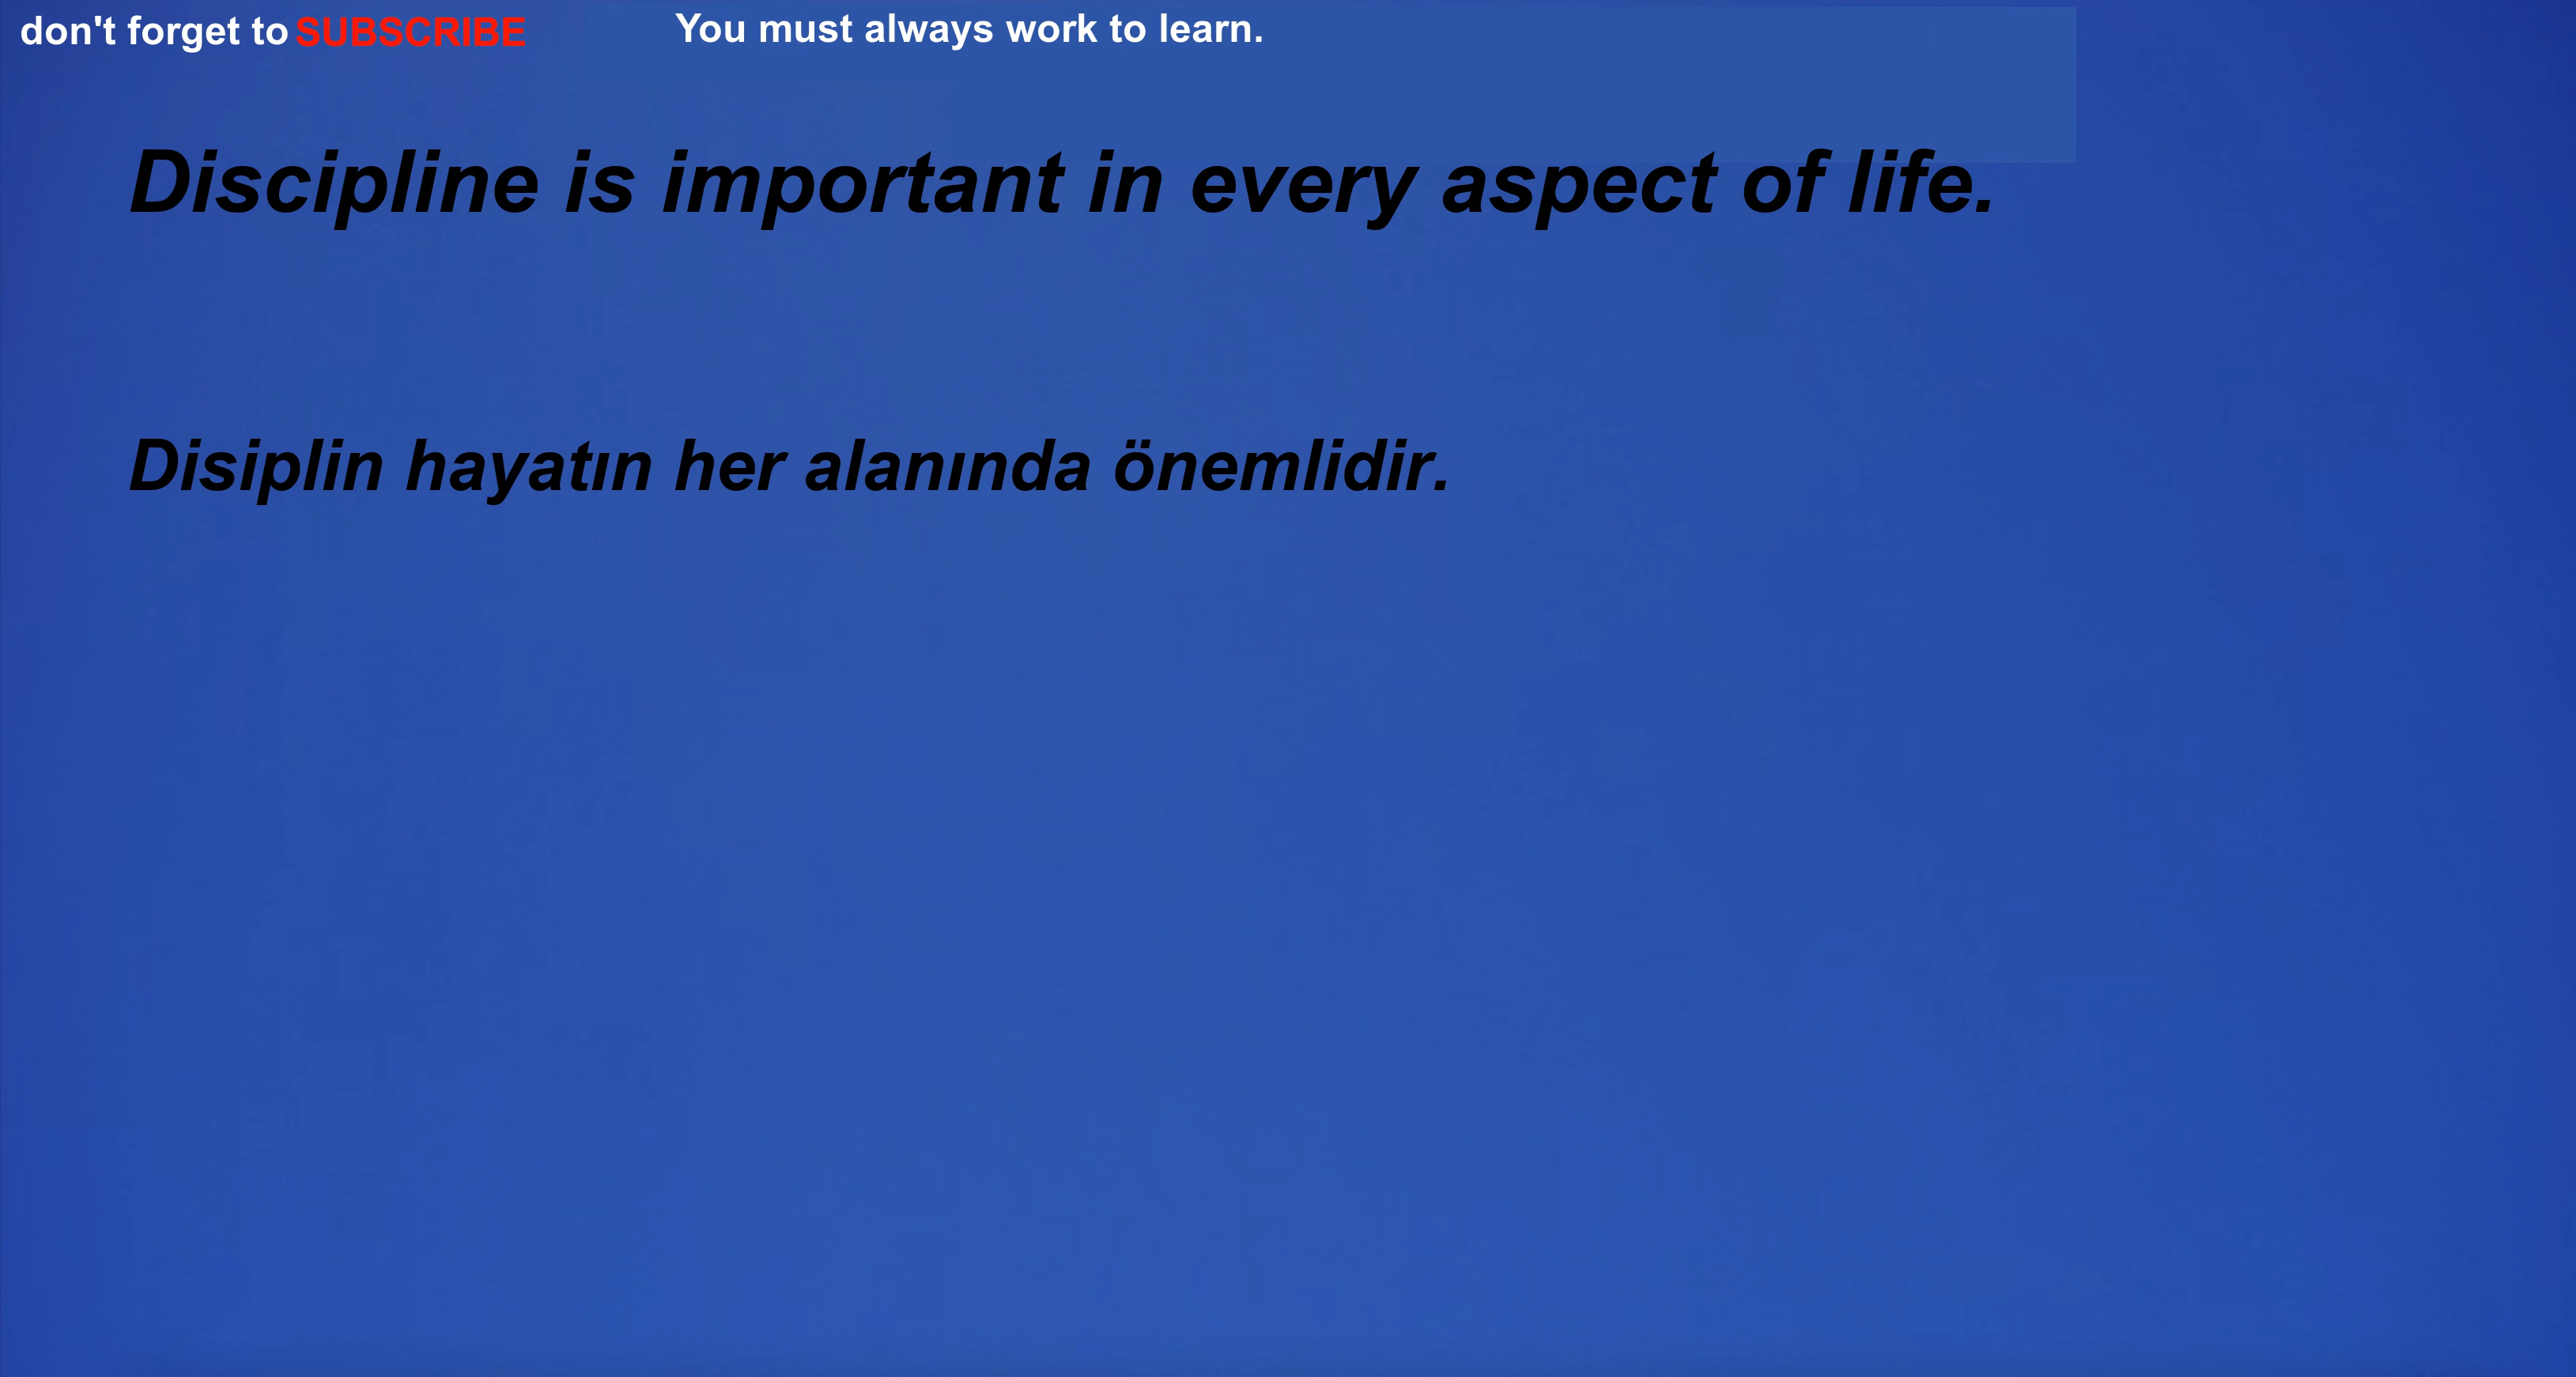 don't forget to SUBSCRIBE
You must always work to learn.
Discipline is important in every aspect of life.
Disiplin hayatın her alanında önemlidir.